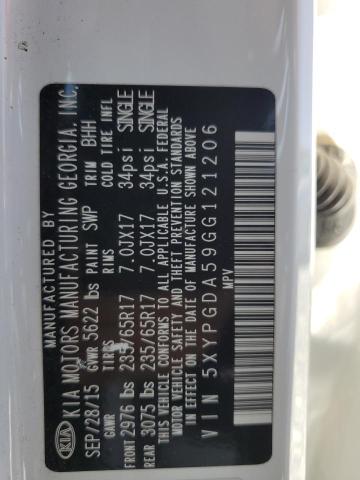 MANUFACTURED BY
KIA KIA MOTORS MANUFACTURING GEORGIA, INC.
SEP/28/15 GVWR 5622 lbs PAINT SWP TRIM BHH
GAWR TIRES RIMS COLD TIRE INFL
FRONT 2976 lbs 235/65R17 7.0JX17 34psi SINGLE
REAR 3075 lbs 235/65R17 7.0JX17 34psi SINGLE
THIS VEHICLE CONFORMS TO ALL APPLICABLE U.S.A. FEDERAL
MOTOR VEHICLE SAFETY AND THEFT PREVENTION STANDARDS
IN EFFECT ON THE DATE OF MANUFACTURE SHOWN ABOVE.
VIN 5XYPGDA59GG121206
MPV